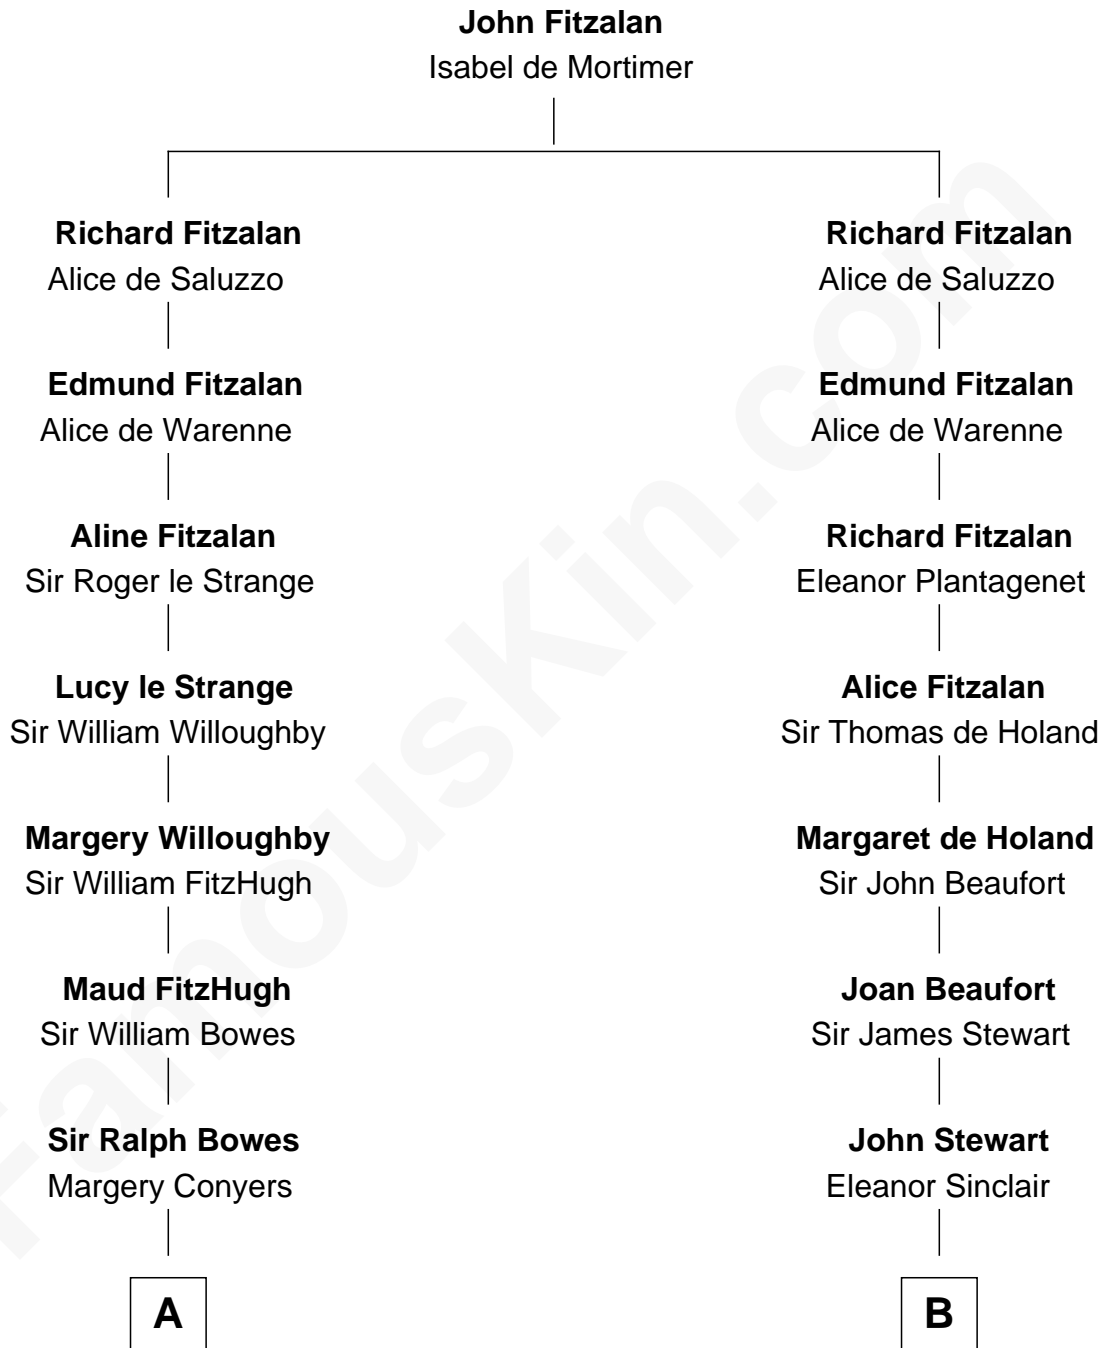 John Fitzalan
Isabel de Mortimer
Richard Fitzalan
Alice de Saluzzo
Richard Fitzalan
Alice de Saluzzo
Edmund Fitzalan
Alice de Warenne
Edmund Fitzalan
Alice de Warenne
Aline Fitzalan
Sir Roger le Strange
Richard Fitzalan
Eleanor Plantagenet
Lucy le Strange
Sir William Willoughby
Alice Fitzalan
Sir Thomas de Holand
Margery Willoughby
Sir William FitzHugh
Margaret de Holand
Sir John Beaufort
Maud FitzHugh
Sir William Bowes
Joan Beaufort
Sir James Stewart
Sir Ralph Bowes
Margery Conyers
John Stewart
Eleanor Sinclair
A
B
FamousKin.com